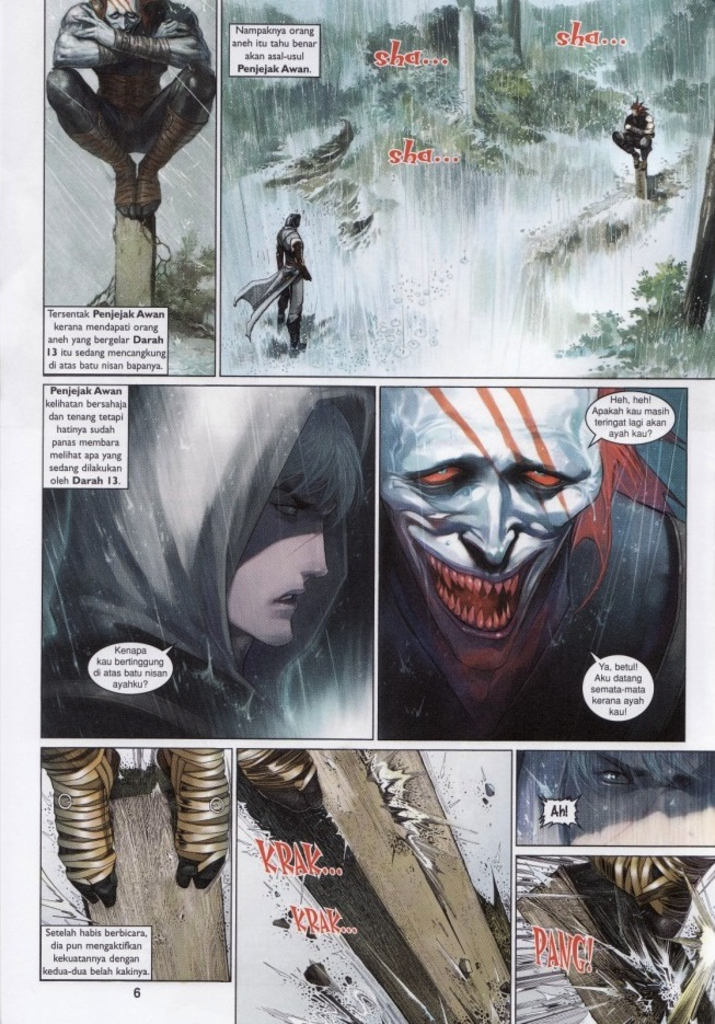 Tersentak Penjejak Awan
kerana mendapati orang
aneh yang bergelar Darah
13 itu sedang mencangkung
di atas batu nisan bapanya.
Nampaknya orang
aneh itu tahu benar
akan asal-usul
Penjejak Awan.
sha...
sha...
sha...
Penjejak Awan
kelihatan bersahaja
dan tenang tetapi
hatinya sudah
panas membara
melihat apa yang
sedang dilakukan
oleh Darah 13.
Kenapa
kau bertinggung
di atas batu nisan
ayahku?
Heh, heh!
Apakah kau masih
teringat lagi akan
ayah kau?
Ya, betul!
Aku datang
semata-mata
kerana ayah
kau!
Setelah habis berbicara,
dia pun mengaktifkan
kekuatannya dengan
kedua-dua belah kakinya.
KRAK...
KRAK...
Ah!
PANG!
6